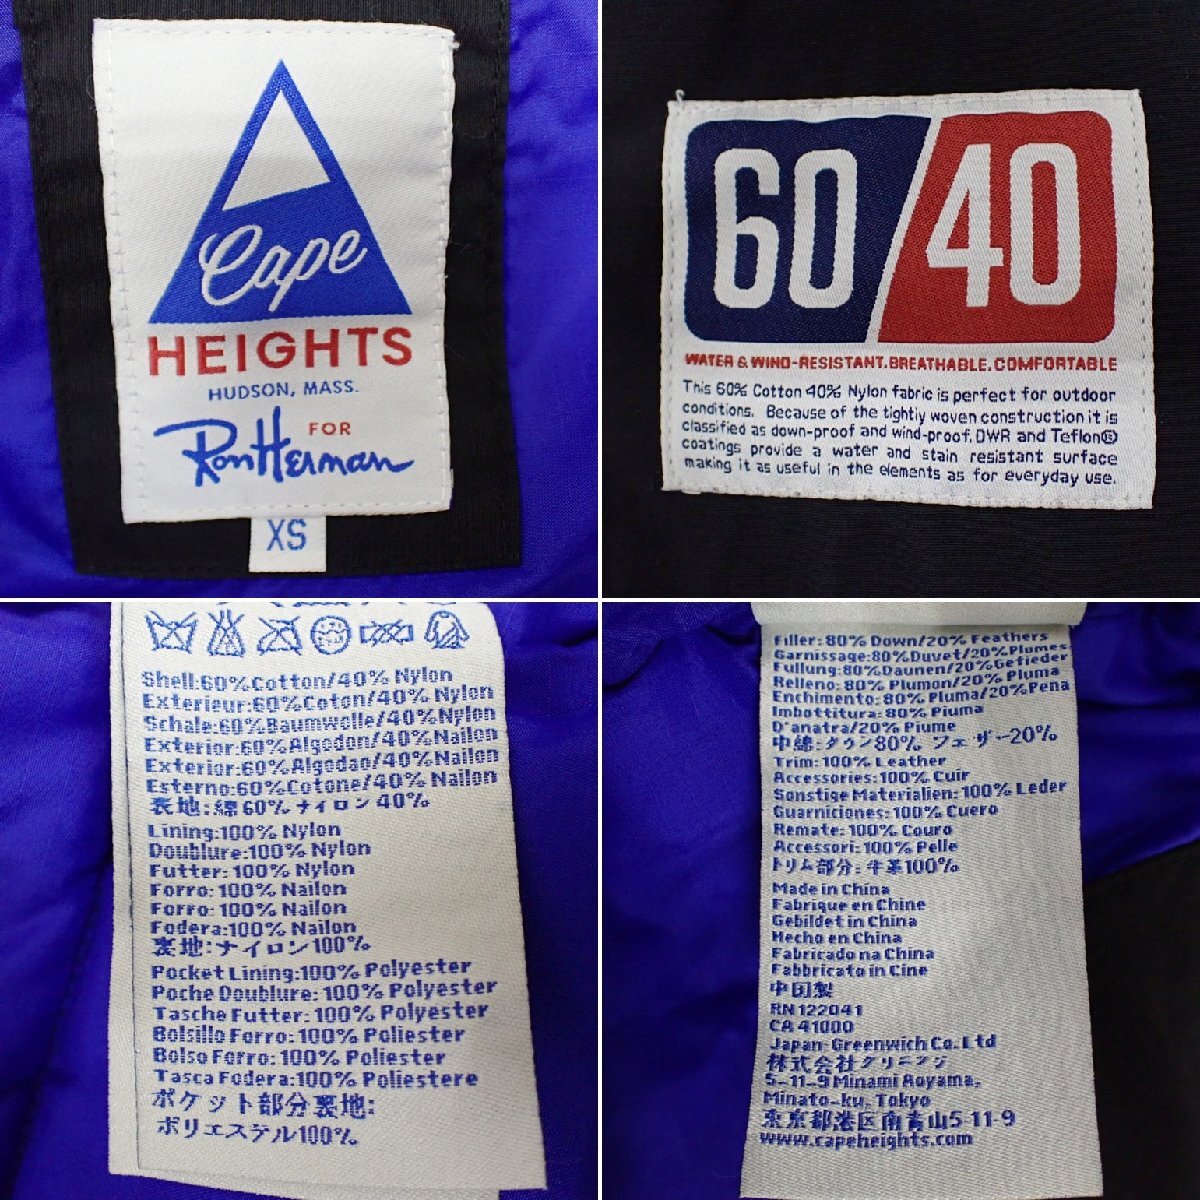 Cape
HEIGHTS
HUDSON, MASS.
FOR
Ron Herman
XS
60/40
WATER & WIND-RESISTANT. BREATHABLE. COMFORTABLE
This 60% Cotton 40% Nylon fabric is perfect for outdoor
conditions. Because of the tightly woven construction it is
classified as down-proof and wind-proof. DWR and Teflon®
coatings provide a water and stain resistant surface
making it as useful in the elements as for everyday use.
Shell:60%Cotton/40% Nylon
Exterieur:60% Coton/40% Nylon
Schale:60%Baumwolle/40%Nylon
Exterior:60%Algodon/40% Nailon
Exterior:60%Algodao/40% Nailon
Esterno:60%Cotone/40% Nailon
表地:綿60% ナイロン 40%
Lining:100% Nylon
Doublure:100% Nylon
Futter:100% Nylon
Forro:100% Nailon
Forro:100% Nailon
Fodera:100% Nailon
裏地:ナイロン100%
Pocket Lining:100% Polyester
Poche Doublure:100% Polyester
Tasche Futter:100% Polyester
Bolsillo Forro:100% Poliester
Bolso Forro:100% Poliester
Tasca Fodera:100% Poliestere
ポケット部分裏地:
ポリエステル100%
Filler:80% Down/20% Feathers
Garnissage:80%Duvet/20%Plumes
Fullung:80%Daunen/20%Gefieder
Relleno:80% Plumon/20% Pluma
Enchimento:80% Pluma/20%Pena
Imbottitura:80% Piuma
D'anatra/20% Piume
中綿:ダウン80% フェザー20%
Trim:100% Leather
Accessories:100% Cuir
Sonstige Materialien:100% Leder
Guarniciones:100% Cuero
Remate:100% Couro
Accessori:100% Pelle
トリム部分:牛革100%
Made in China
Fabrique en Chine
Gebildet in China
Hecho en China
Fabricado na China
Fabbricato in Cine
中国製
RN 122041
CA 41000
Japan-Greenwich Co. Ltd
株式会社グリニッジ
5-11-9 Minami Aoyama,
Minato-ku, Tokyo
東京都港区南青山5-11-9
www.capeheights.com